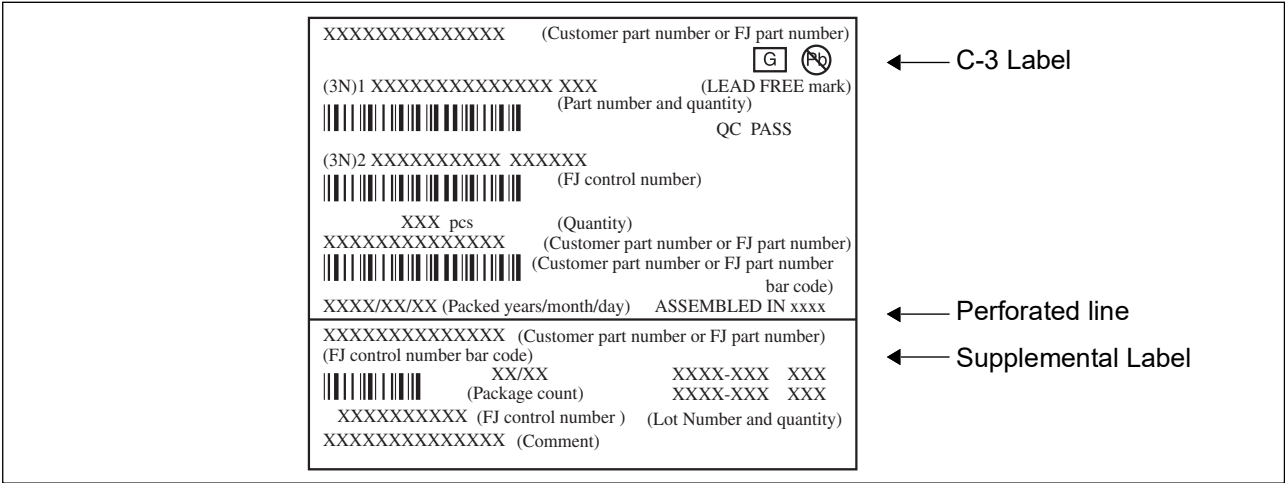 XXXXXXXXXXXXXX (Customer part number or FJ part number)
G Pb
C-3 Label
(3N)1 XXXXXXXXXXXXXX XXX (LEAD FREE mark)
(Part number and quantity)
QC PASS
(3N)2 XXXXXXXXXX XXXXXX
(FJ control number)
XXX pcs (Quantity)
XXXXXXXXXXXXXX (Customer part number or FJ part number)
(Customer part number or FJ part number
bar code)
XXXX/XX/XX (Packed years/month/day) ASSEMBLED IN xxxx
Perforated line
XXXXXXXXXXXXXX (Customer part number or FJ part number)
(FJ control number bar code)
Supplemental Label
XX/XX XXXX-XXX XXX
(Package count) XXXX-XXX XXX
XXXXXXXXXX (FJ control number ) (Lot Number and quantity)
XXXXXXXXXXXXXX (Comment)